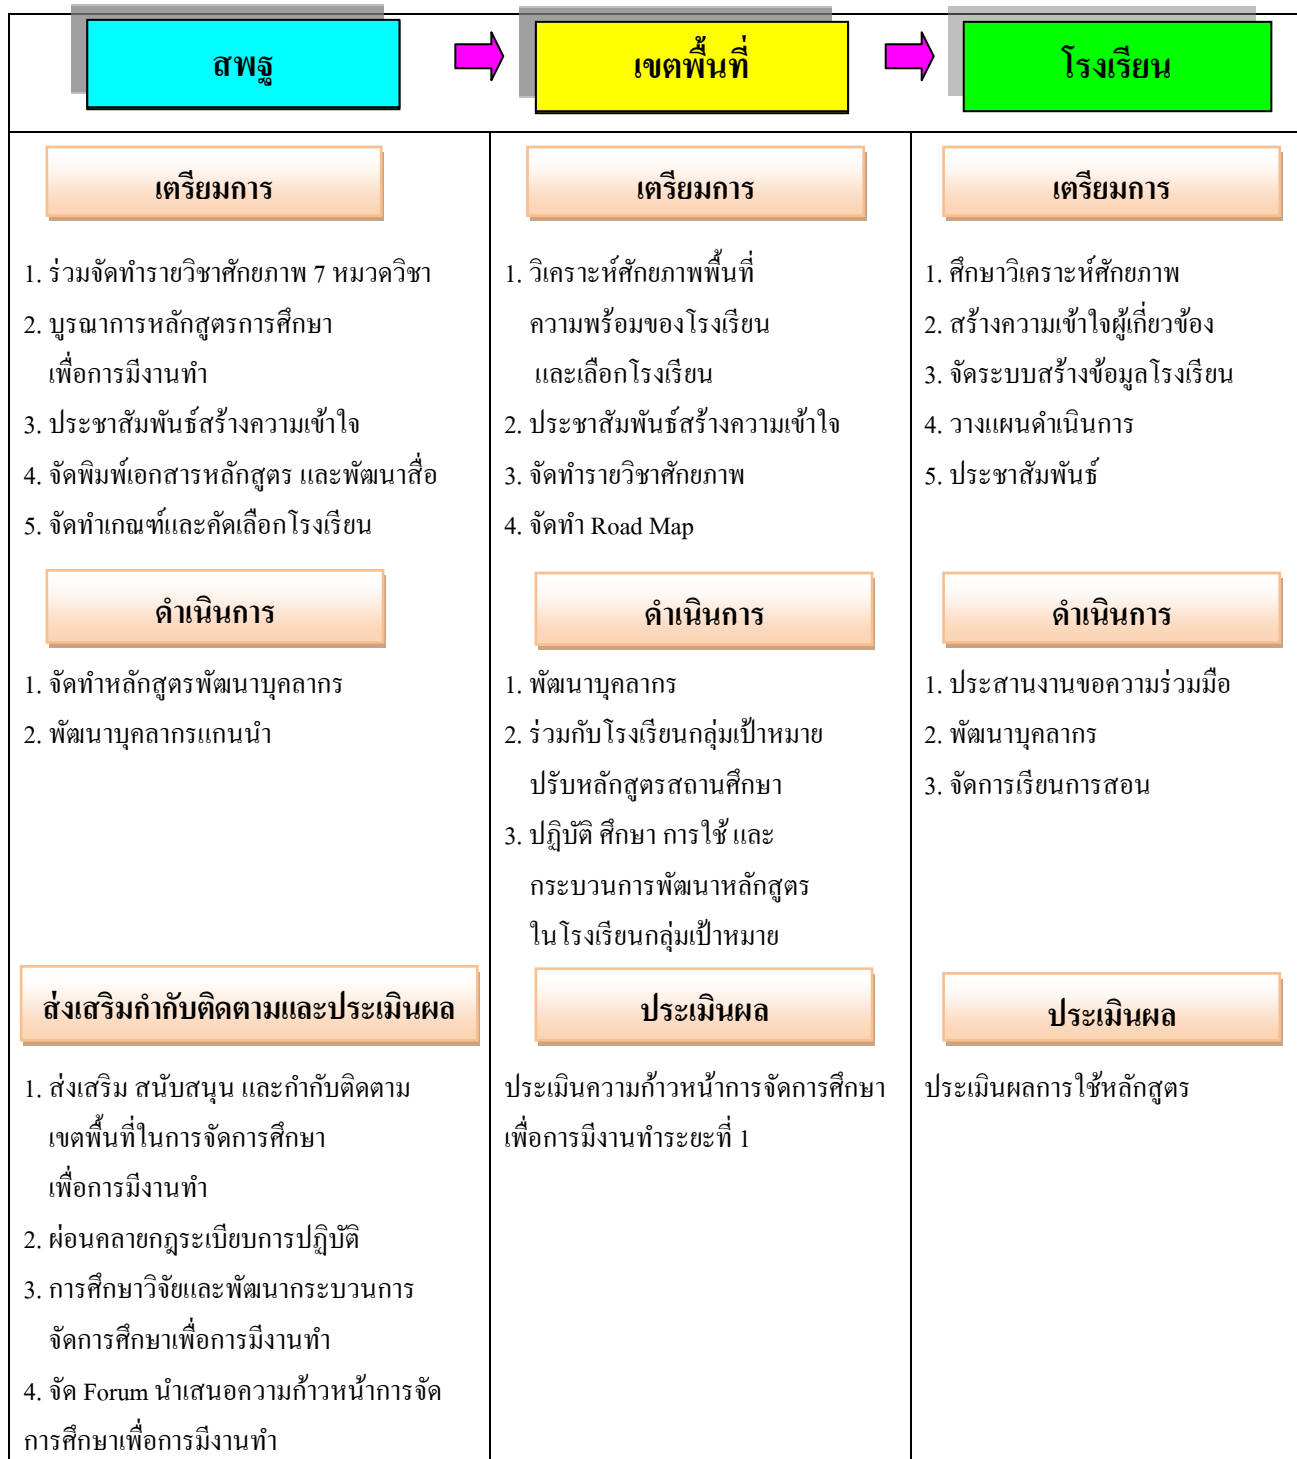 สพฐ
เขตพื้นที่
โรงเรียน
เตรียมการ
1. ร่วมจัดทำรายวิชาศักยภาพ 7 หมวดวิชา
2. บูรณาการหลักสูตรการศึกษา
เพื่อการมีงานทำ
3. ประชาสัมพันธ์สร้างความเข้าใจ
4. จัดพิมพ์เอกสารหลักสูตร และพัฒนาสื่อ
5. จัดทำเกณฑ์และคัดเลือกโรงเรียน
ดำเนินการ
1. จัดทำหลักสูตรพัฒนาบุคลากร
2. พัฒนาบุคลากรแกนนำ
ส่งเสริมกำกับติดตามและประเมินผล
1. ส่งเสริม สนับสนุน และกำกับติดตาม
เขตพื้นที่ในการจัดการศึกษา
เพื่อการมีงานทำ
2. ผ่อนคลายกฎระเบียบการปฏิบัติ
3. การศึกษาวิจัยและพัฒนากระบวนการ
จัดการศึกษาเพื่อการมีงานทำ
4. จัด Forum นำเสนอความก้าวหน้าการจัด
การศึกษาเพื่อการมีงานทำ
เตรียมการ
1. วิเคราะห์ศักยภาพพื้นที่
ความพร้อมของโรงเรียน
และเลือกโรงเรียน
2. ประชาสัมพันธ์สร้างความเข้าใจ
3. จัดทำรายวิชาศักยภาพ
4. จัดทำ Road Map
ดำเนินการ
1. พัฒนาบุคลากร
2. ร่วมกับโรงเรียนกลุ่มเป้าหมาย
ปรับหลักสูตรสถานศึกษา
3. ปฏิบัติ ศึกษา การใช้ และ
กระบวนการพัฒนาหลักสูตร
ในโรงเรียนกลุ่มเป้าหมาย
ประเมินผล
ประเมินความก้าวหน้าการจัดการศึกษา
เพื่อการมีงานทำระยะที่ 1
เตรียมการ
1. ศึกษาวิเคราะห์ศักยภาพ
2. สร้างความเข้าใจผู้เกี่ยวข้อง
3. จัดระบบสร้างข้อมูลโรงเรียน
4. วางแผนดำเนินการ
5. ประชาสัมพันธ์
ดำเนินการ
1. ประสานงานขอความร่วมมือ
2. พัฒนาบุคลากร
3. จัดการเรียนการสอน
ประเมินผล
ประเมินผลการใช้หลักสูตร